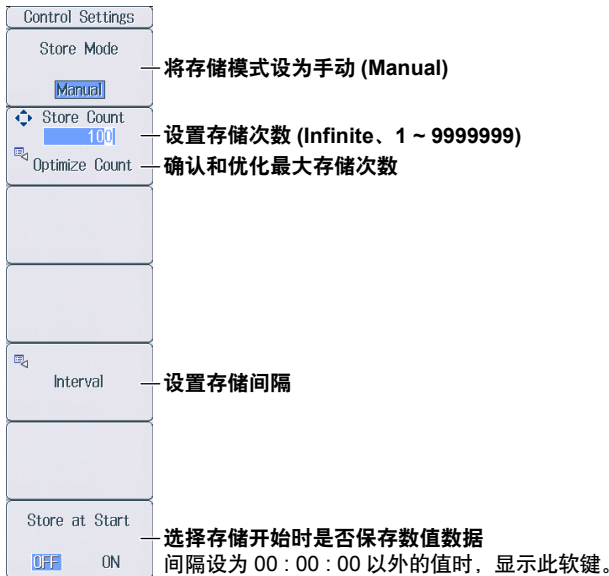 Control Settings
Store Mode
Manual
将存储模式设为手动 (Manual)
Store Count
100
设置存储次数 (Infinite、1 ~ 9999999)
Optimize Count
确认和优化最大存储次数
Interval
设置存储间隔
Store at Start
OFF ON
选择存储开始时是否保存数值数据
间隔设为 00 : 00 : 00 以外的值时，显示此软键。